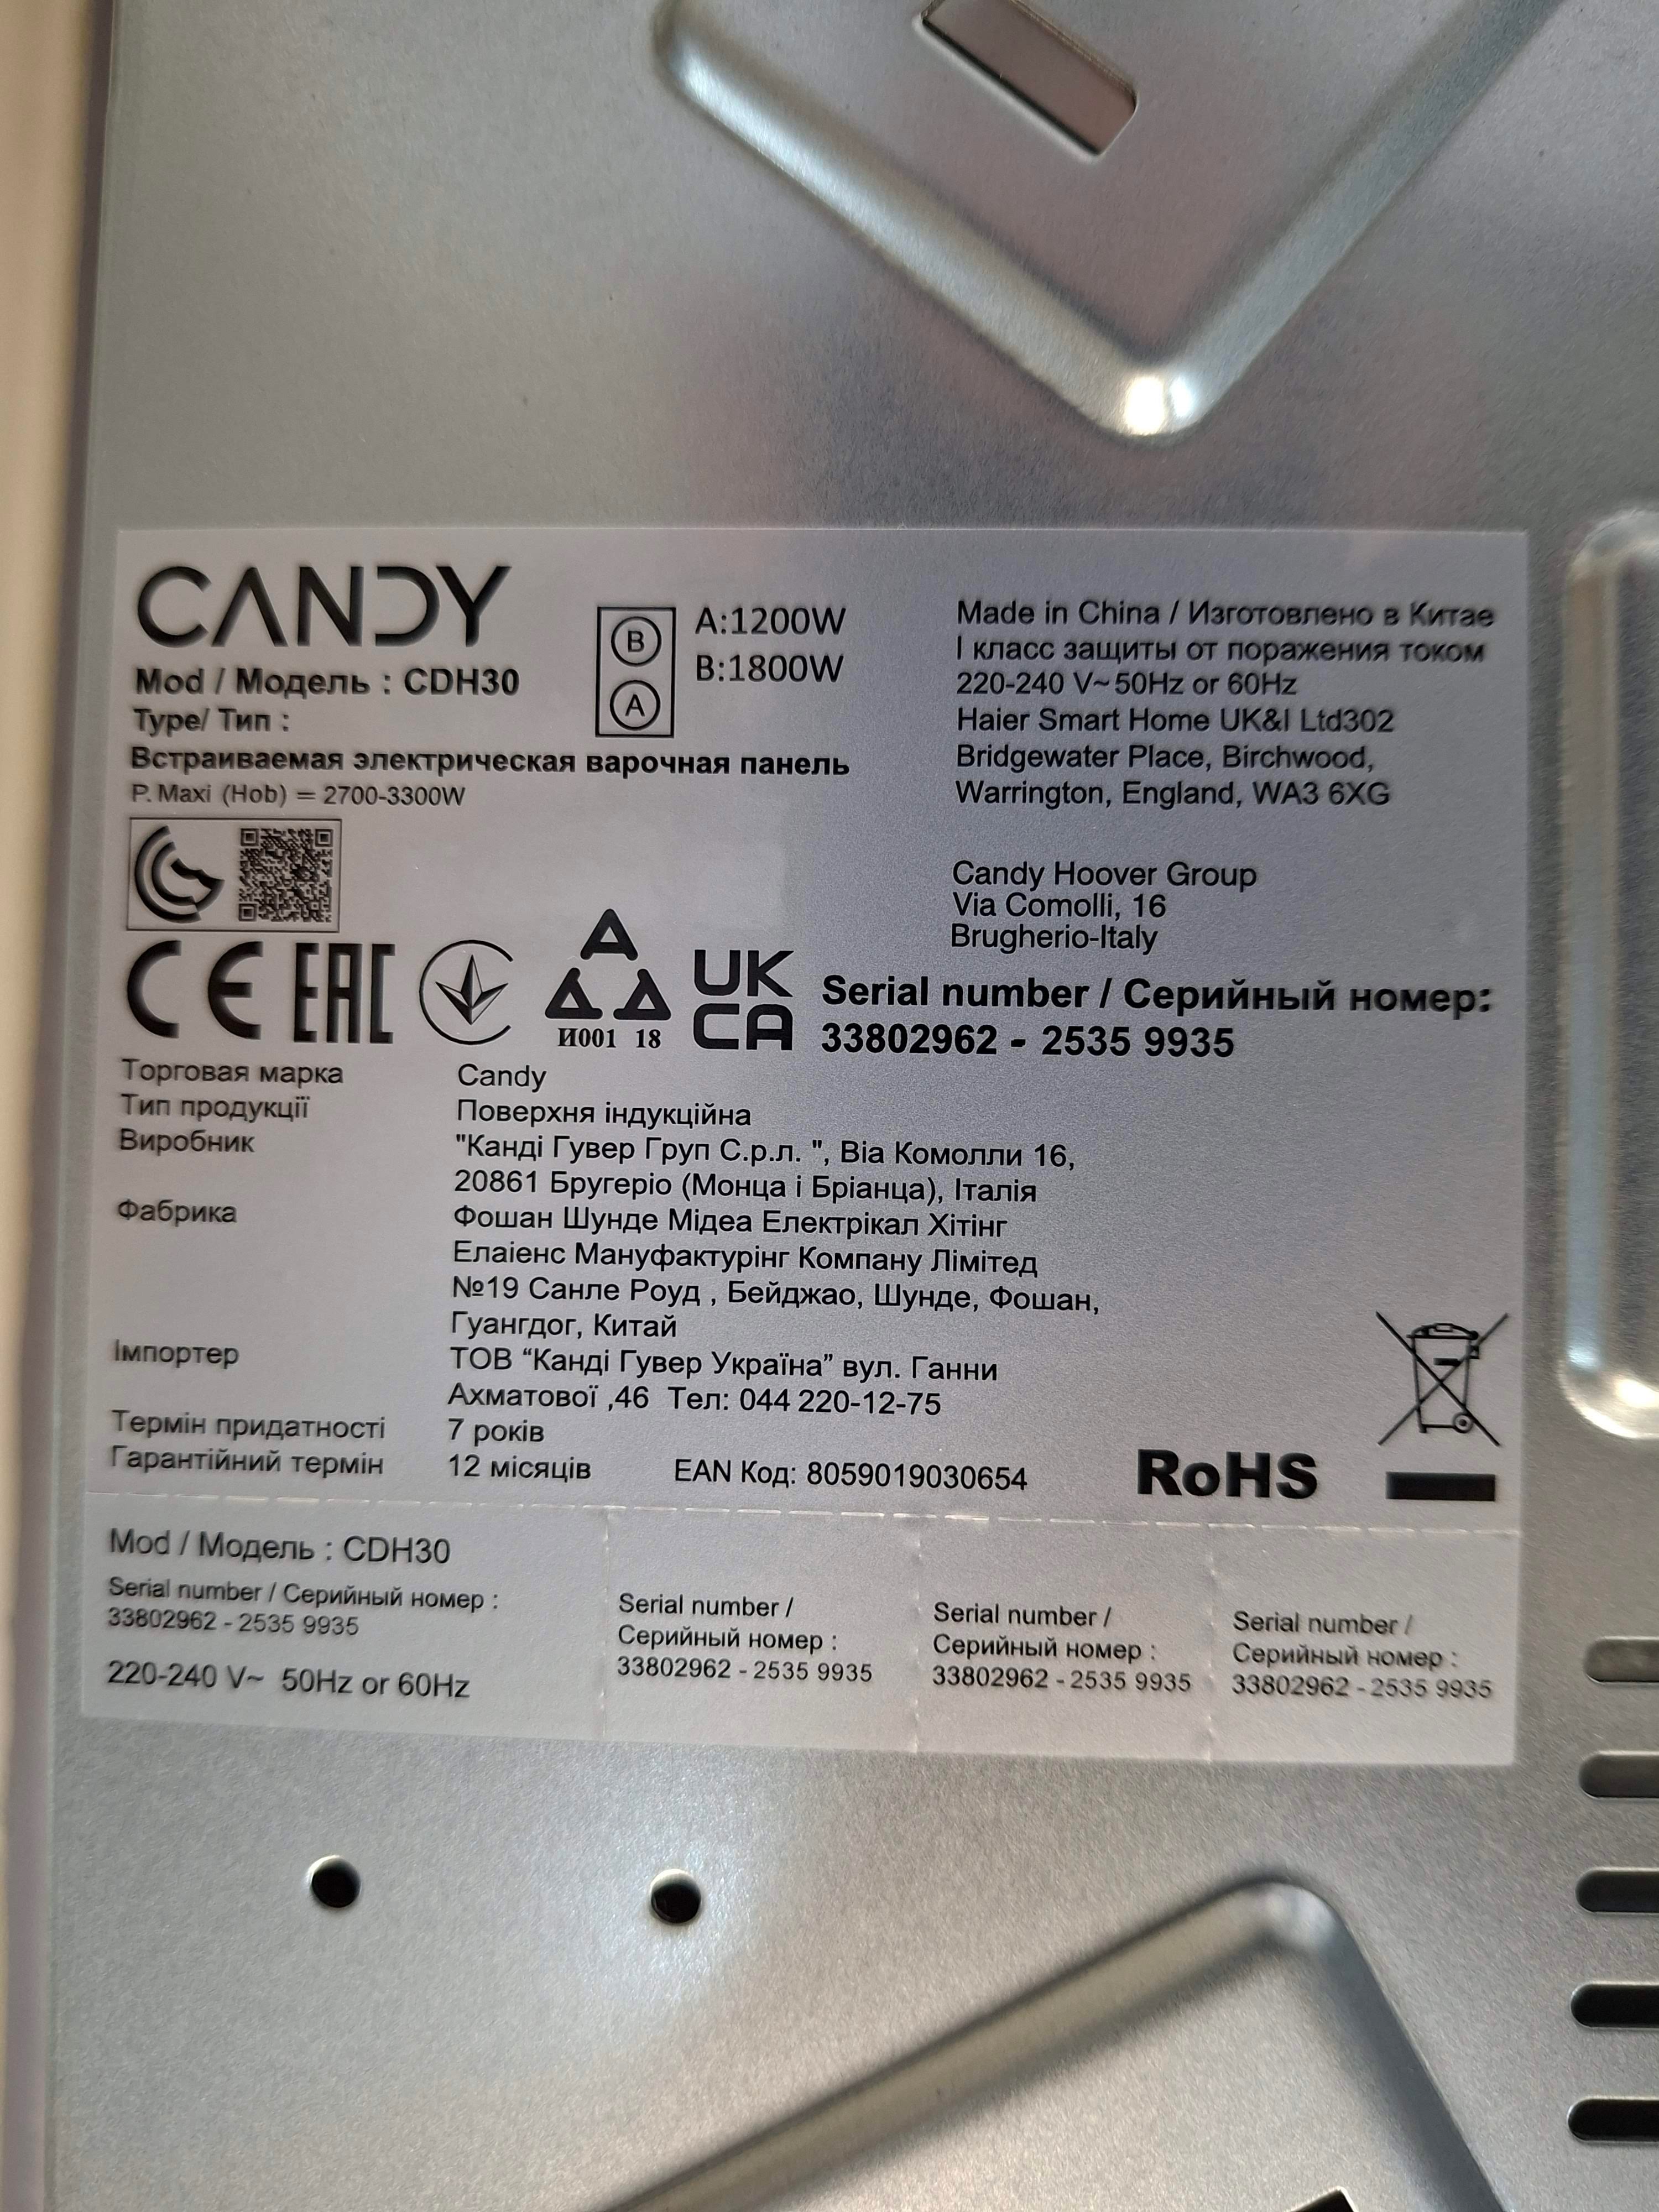 CANDY
Mod / Модель : CDH30
Type/ Тип :
Встраиваемая электрическая варочная панель
P. Maxi (Hob) = 2700-3300W
B
A
A:1200W
B:1800W
Made in China / Изготовлено в Китае
I класс защиты от поражения током
220-240 V~50Hz or 60Hz
Haier Smart Home UK&I Ltd302
Bridgewater Place, Birchwood,
Warrington, England, WA3 6XG
Candy Hoover Group
Via Comolli, 16
Brugherio-Italy
CE EAC
И001 18
UK
CA
Serial number / Серийный номер:
33802962 - 2535 9935
Торговая марка Candy
Тип продукції Поверхня індукційна
Виробник "Канді Гувер Груп С.р.л. ", Віа Комолли 16,
20861 Бругеріо (Монца і Бріанца), Італія
Фабрика Фошан Шунде Мідеа Електрікал Хітінг
Елаіенс Мануфактурінг Компану Лімітед
№19 Санле Роуд , Бейджао, Шунде, Фошан,
Гуангдог, Китай
Імпортер ТОВ “Канді Гувер Україна” вул. Ганни
Ахматової ,46 Тел: 044 220-12-75
Термін придатності 7 років
Гарантійний термін 12 місяців EAN Код: 8059019030654
RoHS
Mod / Модель : CDH30
Serial number / Серийный номер :
33802962 - 2535 9935
220-240 V~ 50Hz or 60Hz
Serial number /
Серийный номер :
33802962 - 2535 9935
Serial number /
Серийный номер :
33802962 - 2535 9935
Serial number /
Серийный номер :
33802962 - 2535 9935